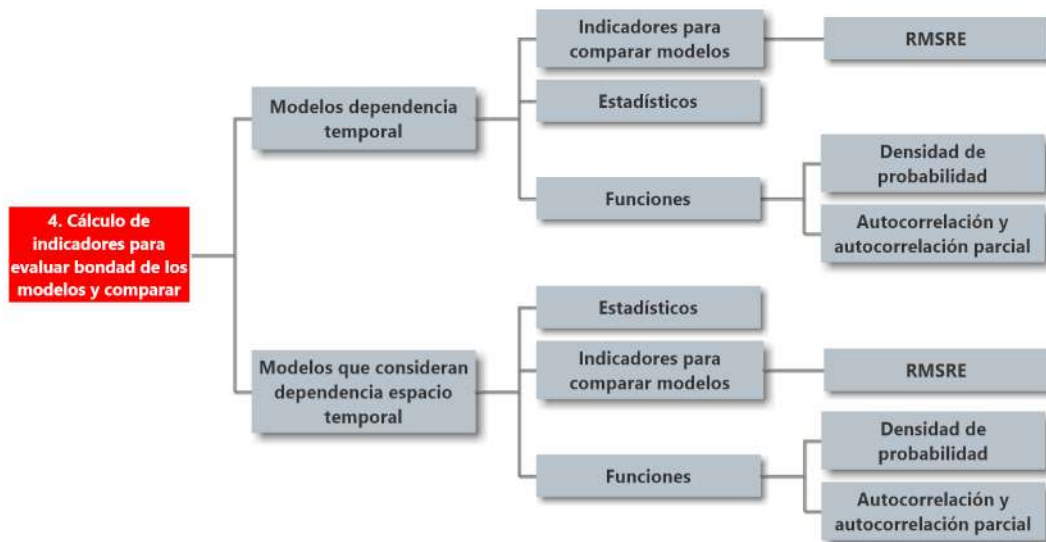 4. Cálculo de
indicadores para
evaluar bondad de los
modelos y comparar
Modelos dependencia
temporal
Indicadores para
comparar modelos
RMSRE
Estadísticos
Funciones
Densidad de
probabilidad
Autocorrelación y
autocorrelación parcial
Modelos que consideran
dependencia espacio
temporal
Estadísticos
Indicadores para
comparar modelos
RMSRE
Funciones
Densidad de
probabilidad
Autocorrelación y
autocorrelación parcial